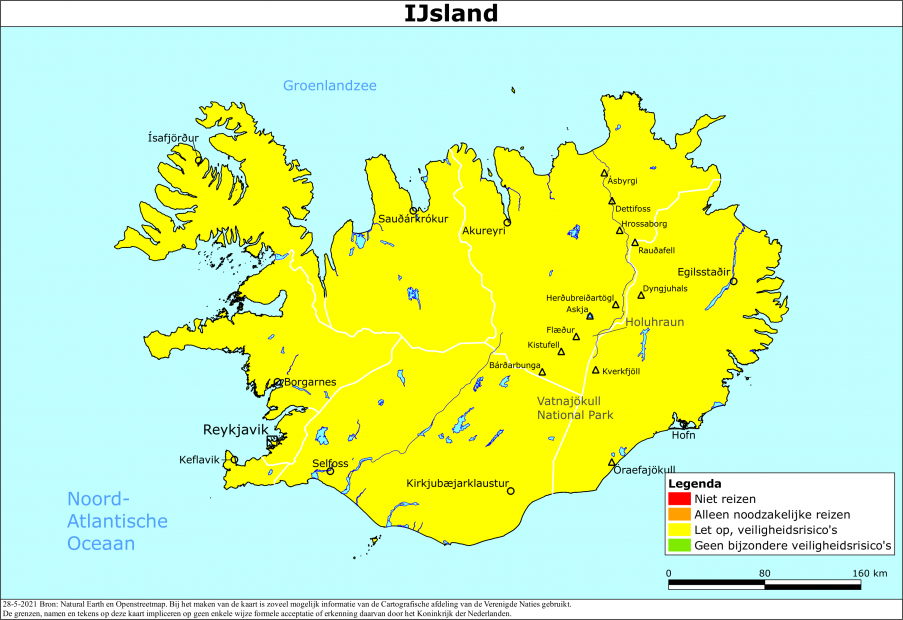 IJsland
Groenlandzee
Ísafjörður
Ásbyrgi
Dettifoss
Sauðárkrókur
Akureyri
Hrossaborg
Rauðafell
Egilsstaðir
Dyngjuhals
Herðubreiðartögl
Askja
Holuhraun
Flæður
Kistufell
Bárðarbunga
Kverkfjöll
Borgarnes
Vatnajökull
National Park
Reykjavik
Hofn
Keflavik
Selfoss
Öraefajökull
Kirkjubæjarklaustur
Noord-
Atlantische
Oceaan
Legenda
Niet reizen
Alleen noodzakelijke reizen
Let op, veiligheidsrisico's
Geen bijzondere veiligheidsrisico's
0 80 160 km
28-5-2021 Bron: Natural Earth en Openstreetmap. Bij het maken van de kaart is zoveel mogelijk informatie van de Cartografische afdeling van de Verenigde Naties gebruikt.
De grenzen, namen en tekens op deze kaart impliceren op geen enkele wijze formele acceptatie of erkenning daarvan door het Koninkrijk der Nederlanden.